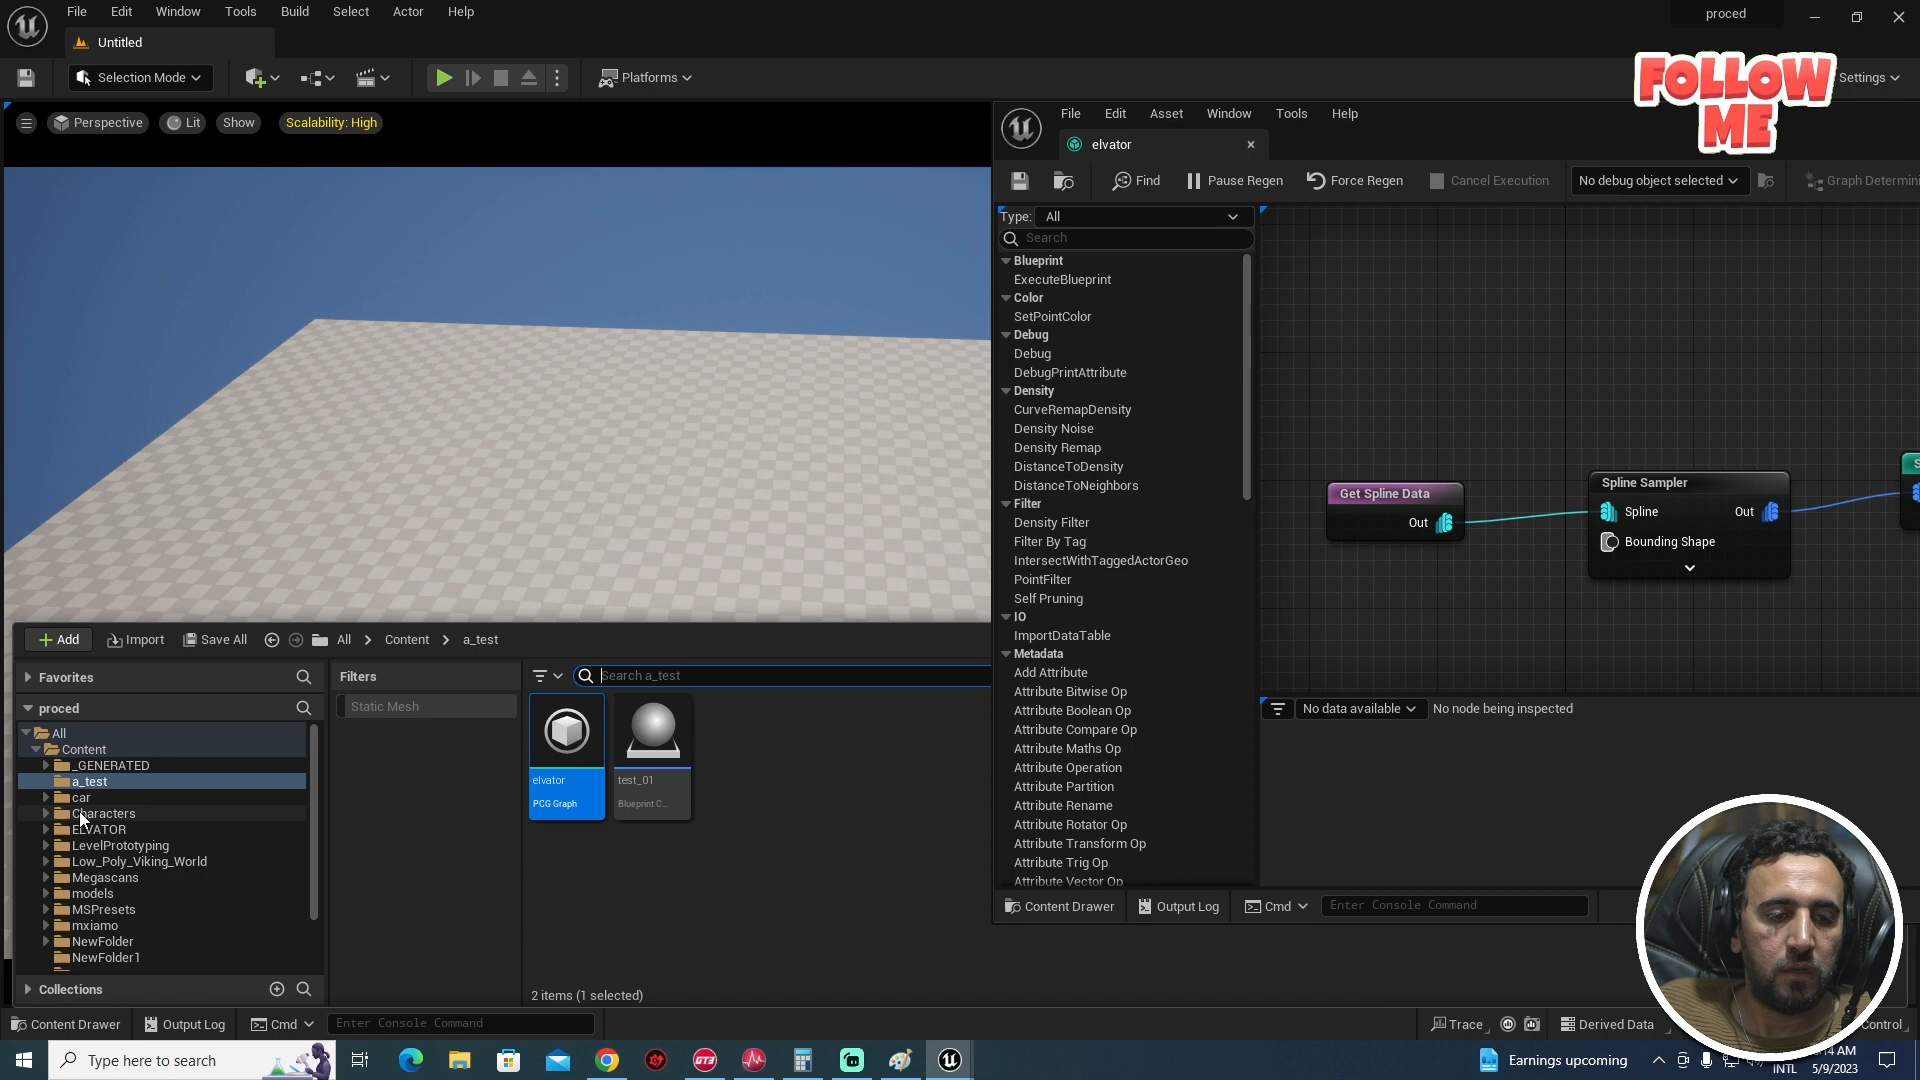 File Edit Window Tools Build Select Actor Help
proced
Untitled
Selection Mode
Platforms
Settings
FOLLOW
ME
Perspective Lit Show Scalability: High
File Edit Asset Window Tools Help
elvator
Find Pause Regen Force Regen Cancel Execution No debug object selected Graph Determini
Type: All
Search
Blueprint
ExecuteBlueprint
Color
SetPointColor
Debug
Debug
DebugPrintAttribute
Density
CurveRemapDensity
Density Noise
Density Remap
DistanceToDensity
DistanceToNeighbors
Filter
Density Filter
Filter By Tag
IntersectWithTaggedActorGeo
PointFilter
Self Pruning
IO
ImportDataTable
Metadata
Add Attribute
Attribute Bitwise Op
Attribute Boolean Op
Attribute Compare Op
Attribute Maths Op
Attribute Operation
Attribute Partition
Attribute Rename
Attribute Rotator Op
Attribute Transform Op
Attribute Trig Op
Attribute Vector Op
Get Spline Data
Out
Spline Sampler
Spline Out
Bounding Shape
S
No data available No node being inspected
Content Drawer Output Log Cmd Enter Console Command
Add Import Save All All Content a_test
Favorites
proced
All
Content
_GENERATED
a_test
car
Characters
ELVATOR
LevelPrototyping
Low_Poly_Viking_World
Megascans
models
MSPresets
mxiamo
NewFolder
NewFolder1
Collections
Filters
Static Mesh
Search a_test
elvator
PCG Graph
test_01
Blueprint C...
2 items (1 selected)
Content Drawer Output Log Cmd Enter Console Command
Trace Derived Data Control
Type here to search
Earnings upcoming
14 AM
INTL 5/9/2023